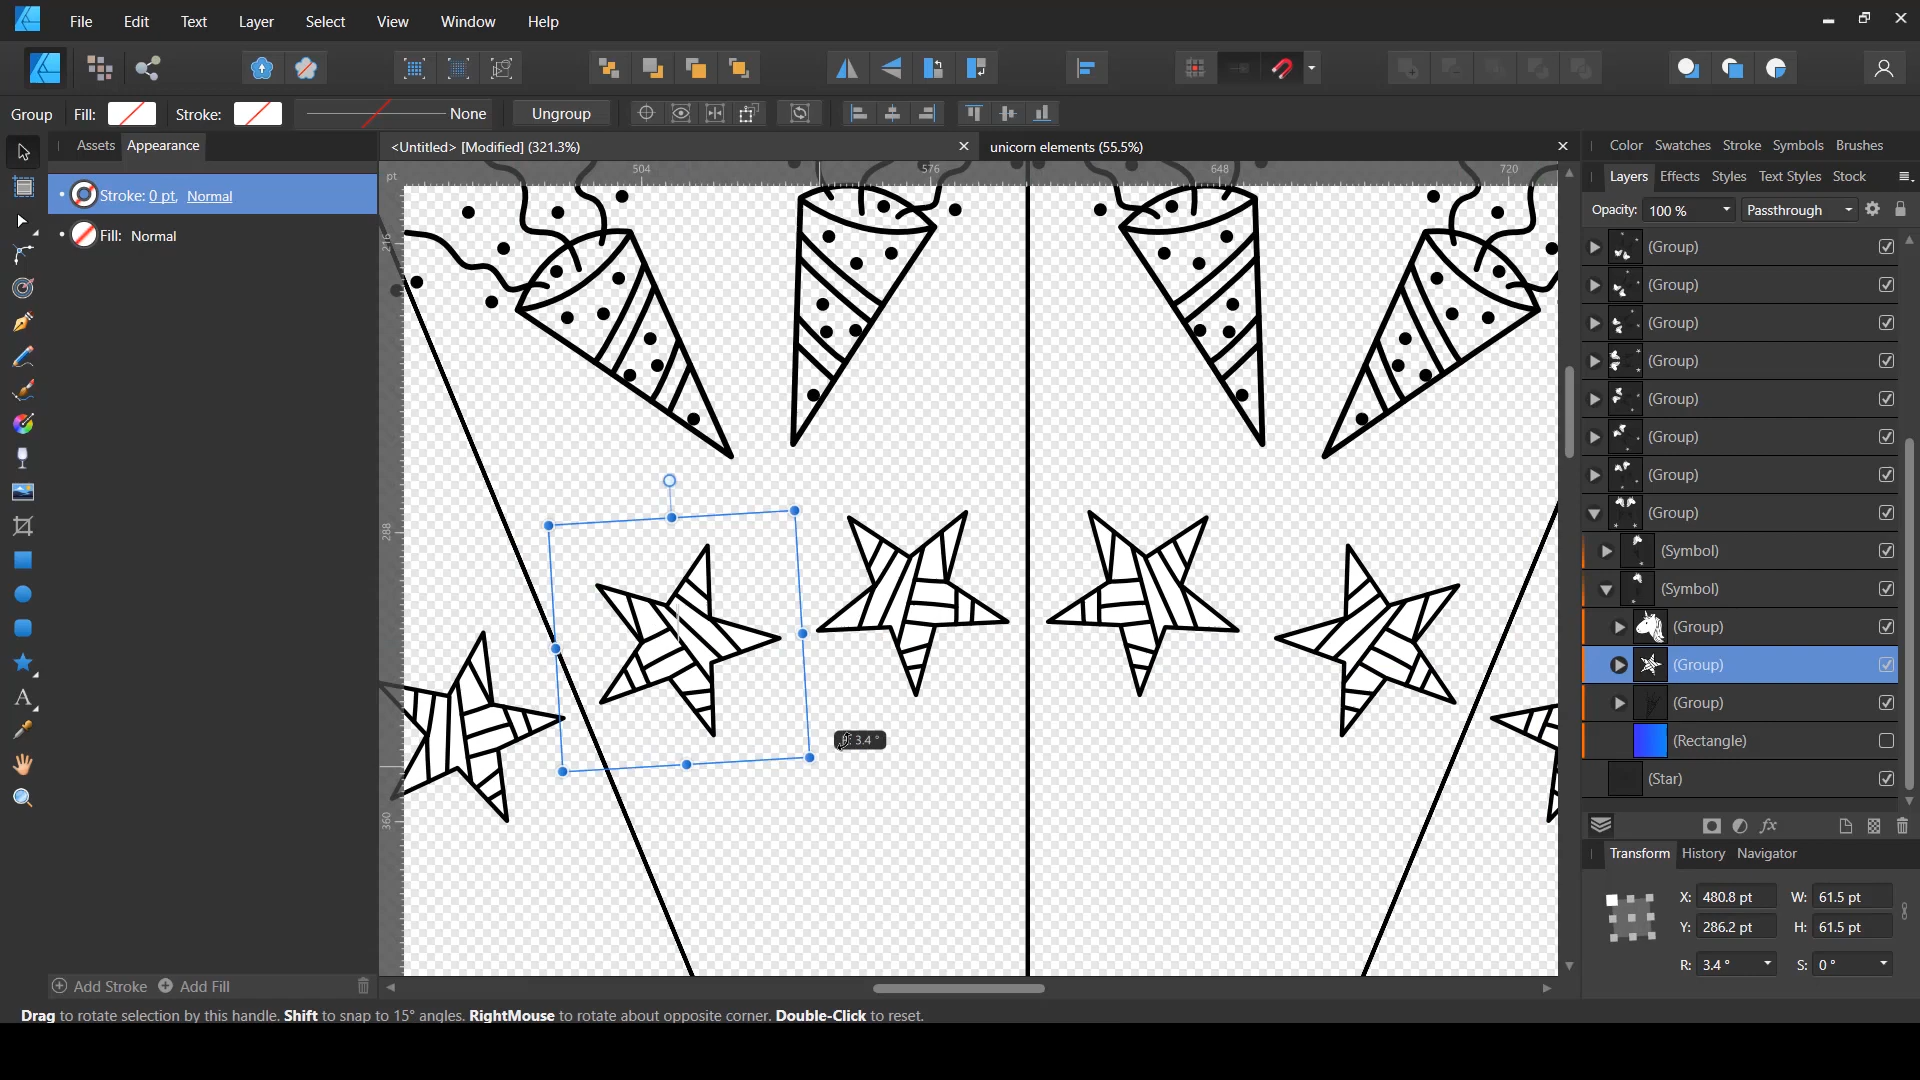 File Edit Text Layer Select View Window Help
Group Fill: Stroke: None Ungroup
Assets Appearance
<Untitled> [Modified] (321.3%)
unicorn elements (55.5%)
Color Swatches Stroke Symbols Brushes
pt 504 576 648 720
Layers Effects Styles Text Styles Stock
Stroke: 0 pt, Normal
Fill: Normal
Opacity: 100 % Passthrough
216
288
360
(Group)
(Group)
(Group)
(Group)
(Group)
(Group)
(Group)
(Group)
(Symbol)
(Symbol)
(Group)
(Group)
(Group)
(Rectangle)
(Star)
3.4 °
Transform History Navigator
X: 480.8 pt W: 61.5 pt
Y: 286.2 pt H: 61.5 pt
R: 3.4 ° S: 0 °
Add Stroke Add Fill
Drag to rotate selection by this handle. Shift to snap to 15° angles. RightMouse to rotate about opposite corner. Double-Click to reset.